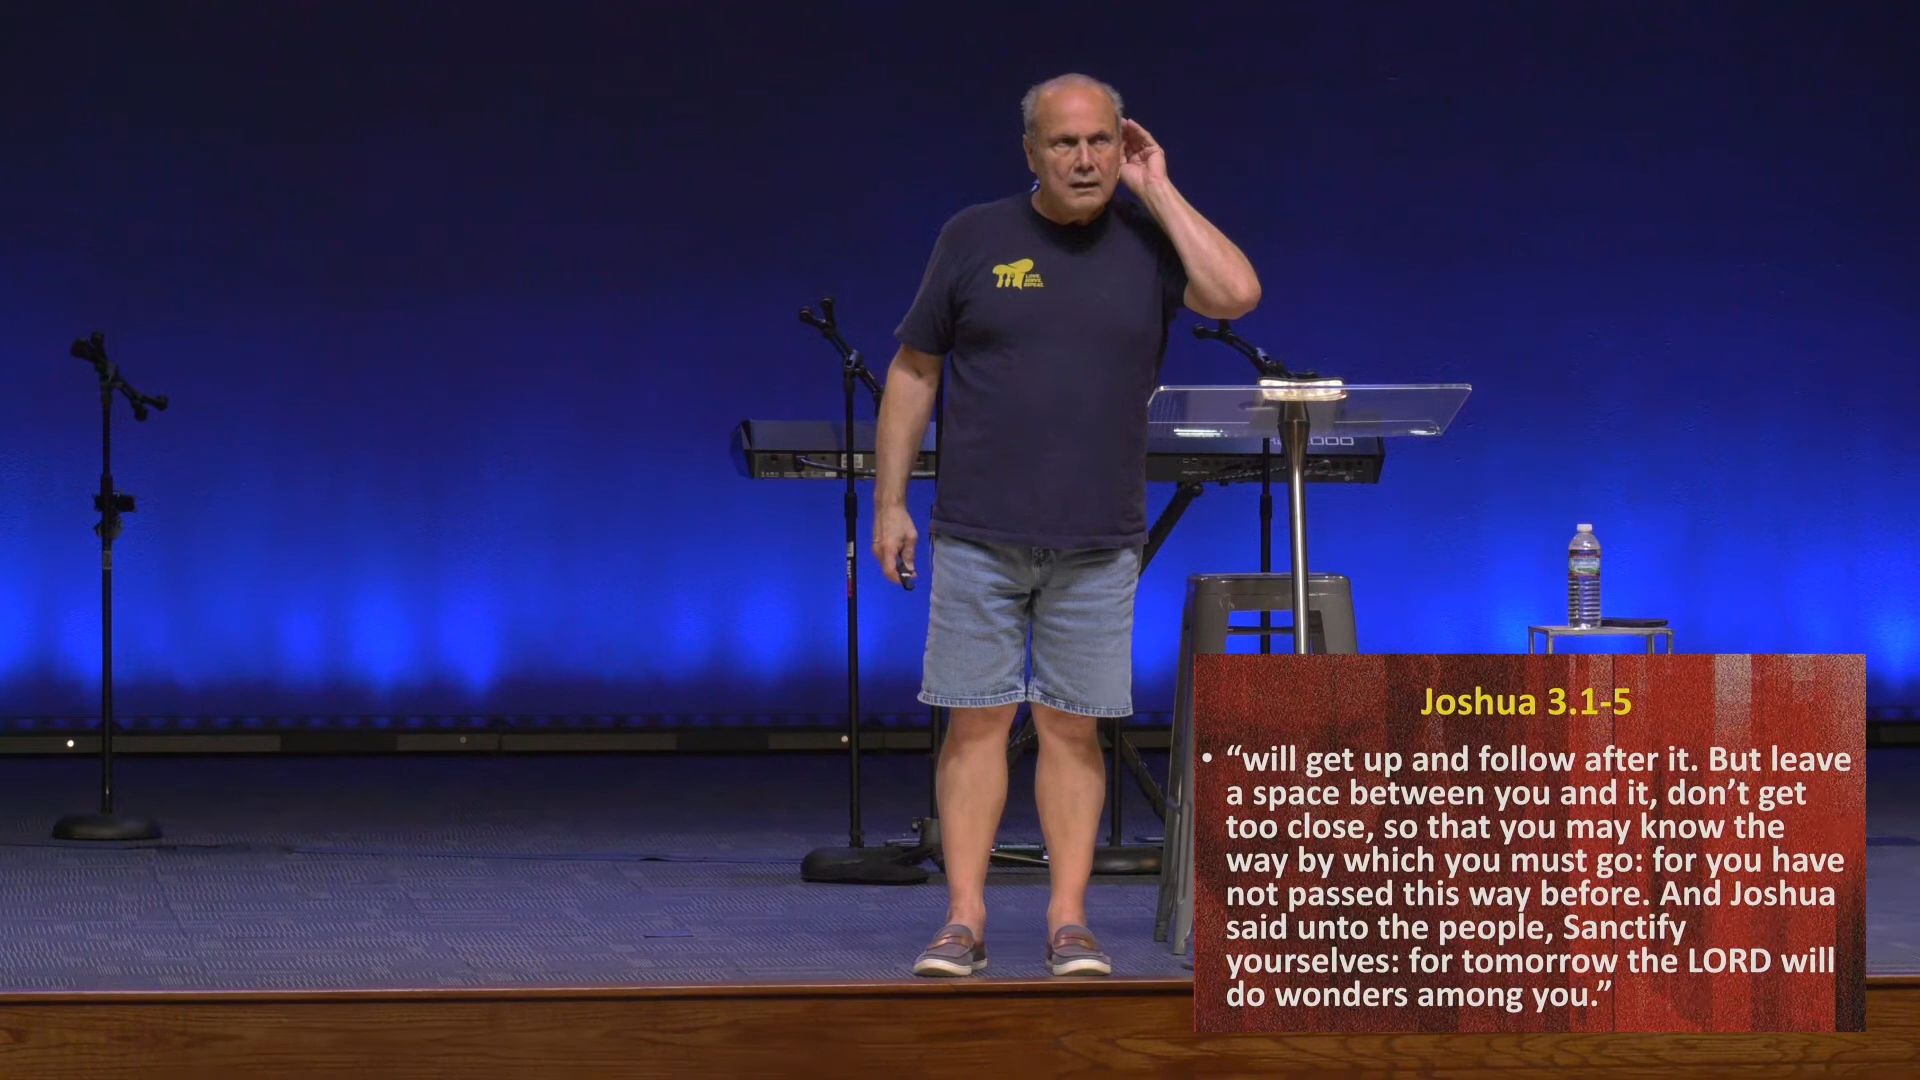 LOVE.
SERVE.
REPEAT.
Joshua 3.1-5
• “will get up and follow after it. But leave
a space between you and it, don’t get
too close, so that you may know the
way by which you must go: for you have
not passed this way before. And Joshua
said unto the people, Sanctify
yourselves: for tomorrow the LORD will
do wonders among you.”